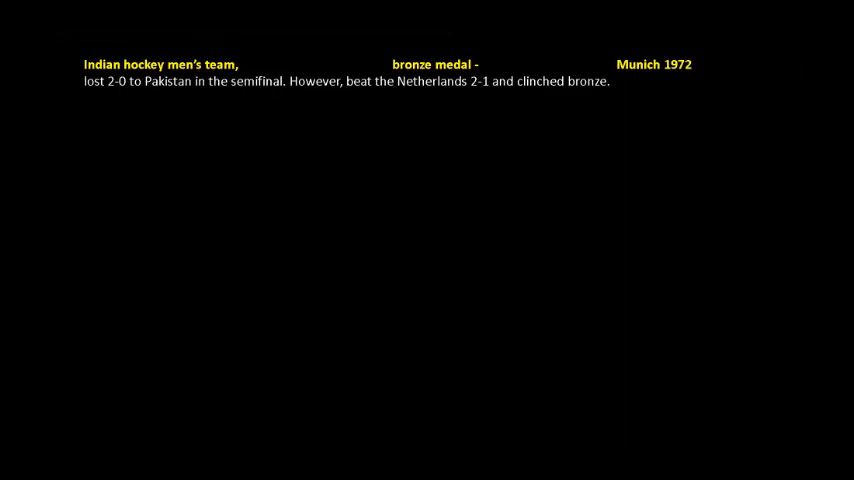 Indian hockey men’s team, bronze medal - Munich 1972
lost 2-0 to Pakistan in the semifinal. However, beat the Netherlands 2-1 and clinched bronze.